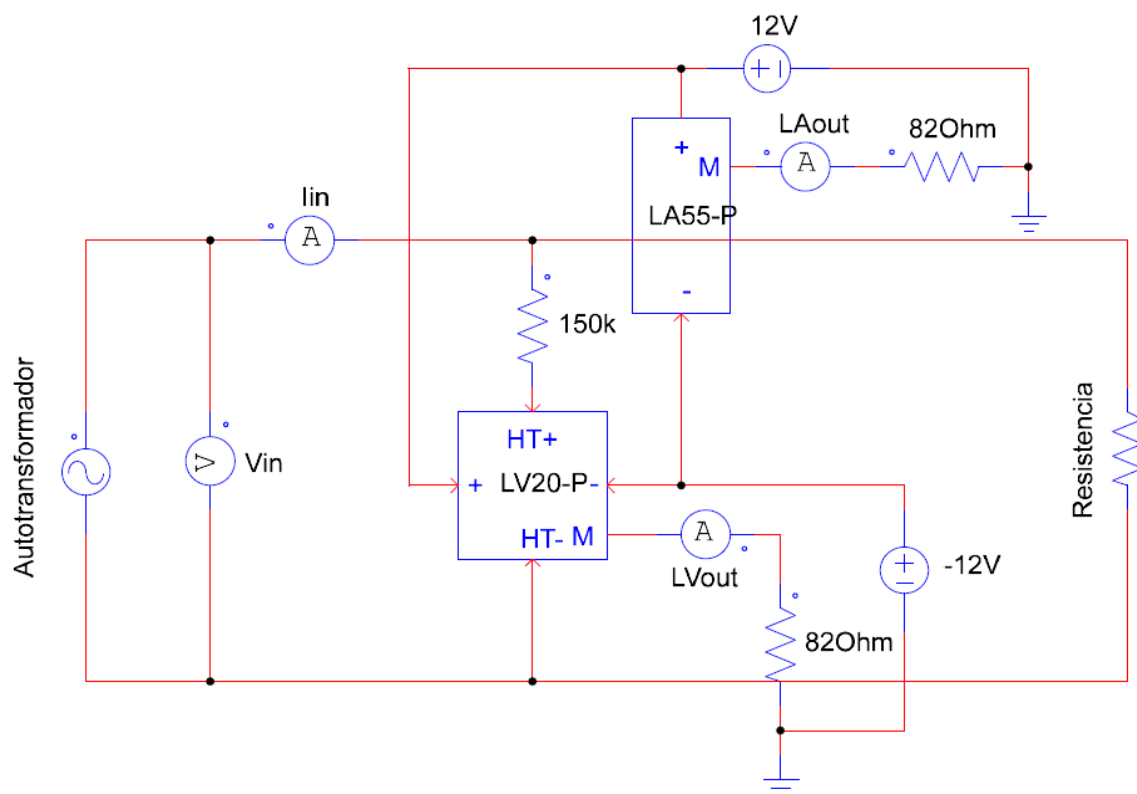 12V
+ -
LAout
82Ohm
+
M
A
LA55-P
-
Iin
A
150k
Autotransformador
V
Vin
HT+
+
LV20-P
-
HT-
M
A
LVout
82Ohm
+
-
-12V
Resistencia